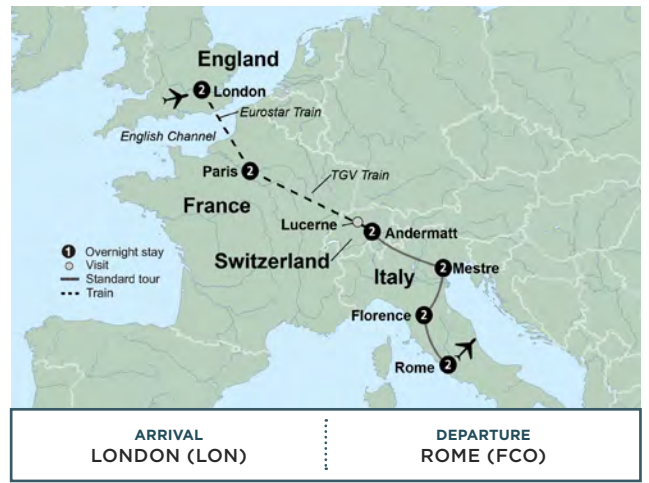 England
2 London
Eurostar Train
English Channel
Paris 2
TGV Train
France
Lucerne
2 Andermatt
Switzerland
Italy
2 Mestre
Florence 2
Rome 2
1 Overnight stay
Visit
Standard tour
Train
ARRIVAL
LONDON (LON)
DEPARTURE
ROME (FCO)